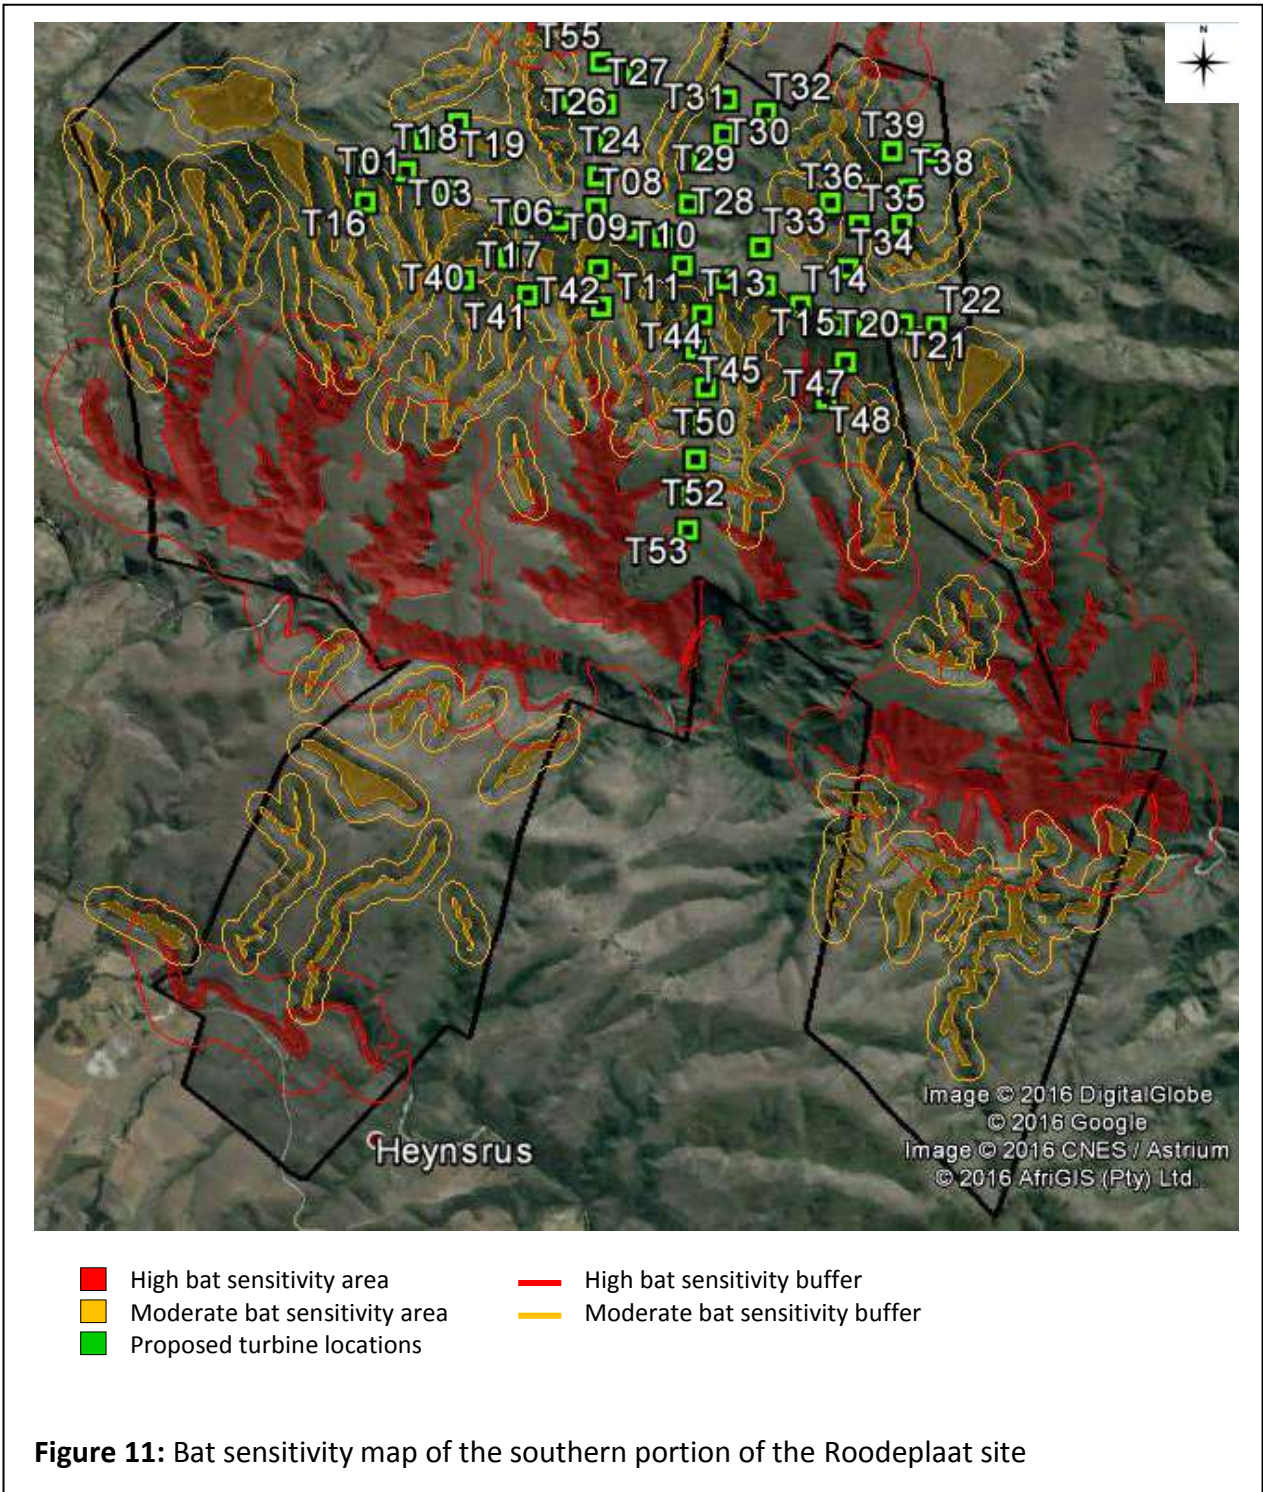 N
T55
T27
T26
T31
T32
T18
T19
T24
T30
T39
T01
T29
T38
T03
T08
T36
T16
T06
T09
T28
T35
T10
T33
T34
T17
T40
T42
T11
T13
T14
T41
T44
T15
T20
T22
T21
T45
T47
T50
T48
T52
T53
Heynsrus
Image © 2016 DigitalGlobe
© 2016 Google
Image © 2016 CNES / Astrium
© 2016 AfriGIS (Pty) Ltd.
High bat sensitivity area
High bat sensitivity buffer
Moderate bat sensitivity area
Moderate bat sensitivity buffer
Proposed turbine locations
Figure 11: Bat sensitivity map of the southern portion of the Roodeplaat site